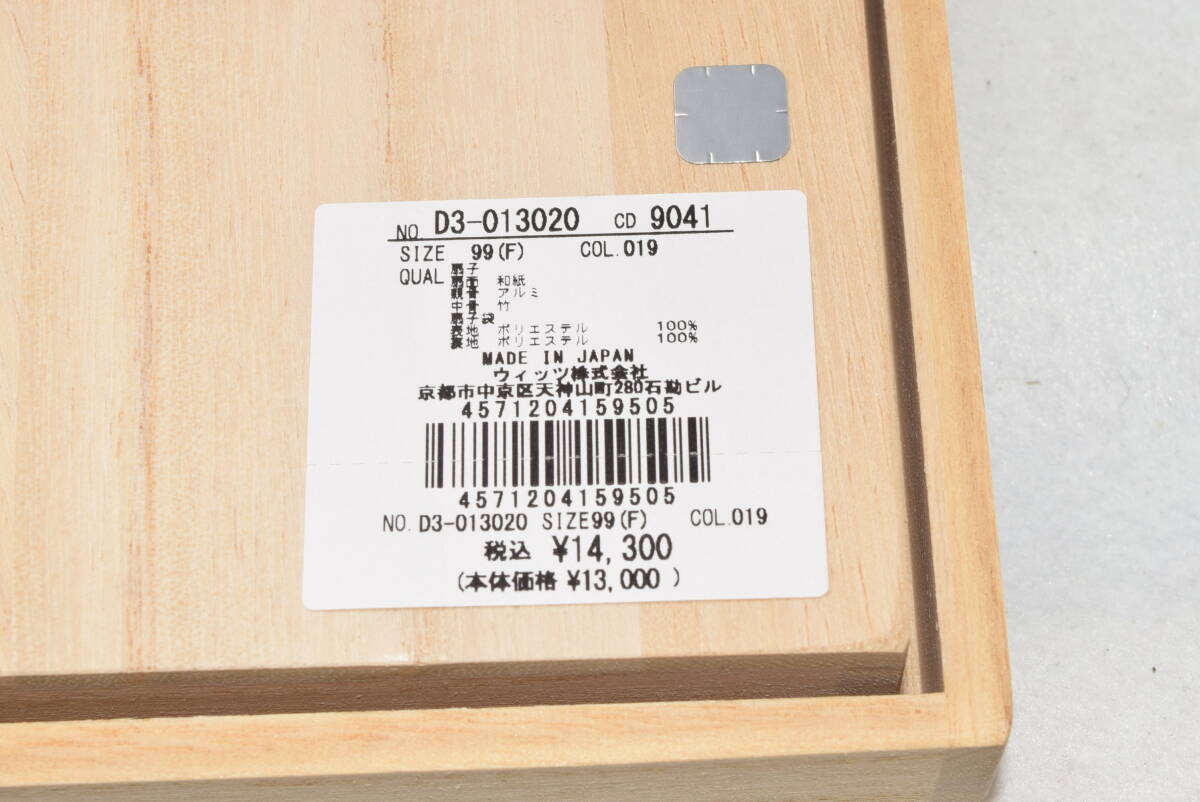 NO. D3-013020 CD 9041
SIZE 99(F) COL.019
QUAL 扇子
扇面 和紙
親骨 アルミ
中骨 竹
扇子袋
表地 ポリエステル 100%
裏地 ポリエステル 100%
MADE IN JAPAN
ウィッツ株式会社
京都市中京区天神山町280石勘ビル
4571204159505
4571204159505
NO. D3-013020 SIZE99(F) COL.019
税込 ¥14,300
(本体価格 ¥13,000 )